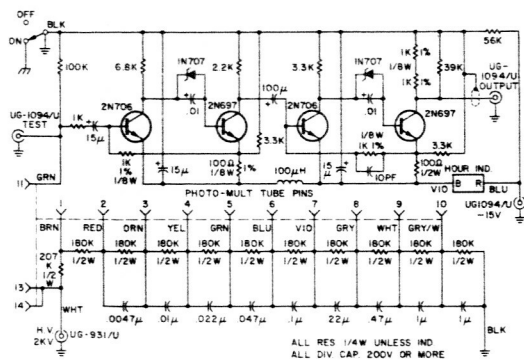 OFF
ON
BLK
100K
6.8K
1N707
2.2K
3.3K
1N707
1K 1%
1/8W
1K 1%
39K
56K
UG-1094/U
OUTPUT
2N706
.01
2N697
100µ
2N706
.01
2N697
UG-1094/U
TEST
1K
15µ
1K
1%
1/8W
15µ
100Ω
1/8W
1%
3.3K
100µH
15µ
1/8W
1K 1%
10PF
3.3K
100Ω
1/2W
HOUR IND.
B R
VIO
BLU
UG1094/U
-15V
11
GRN
PHOTO-MULT TUBE PINS
1 2 3 4 5 6 7 8 9 10
BRN RED ORN YEL GRN BLU VIO GRY WHT GRY/W
180K 180K 180K 180K 180K 180K 180K 180K 180K 180K
1/2W 1/2W 1/2W 1/2W 1/2W 1/2W 1/2W 1/2W 1/2W 1/2W
207
K
1/2W
13
14
WHT
.0047µ .01µ .022µ .047µ .1µ .22µ .47µ 1µ 1µ
BLK
H.V.
2KV
UG-931/U
ALL RES 1/4W UNLESS IND
ALL DIV. CAP. 200V OR MORE